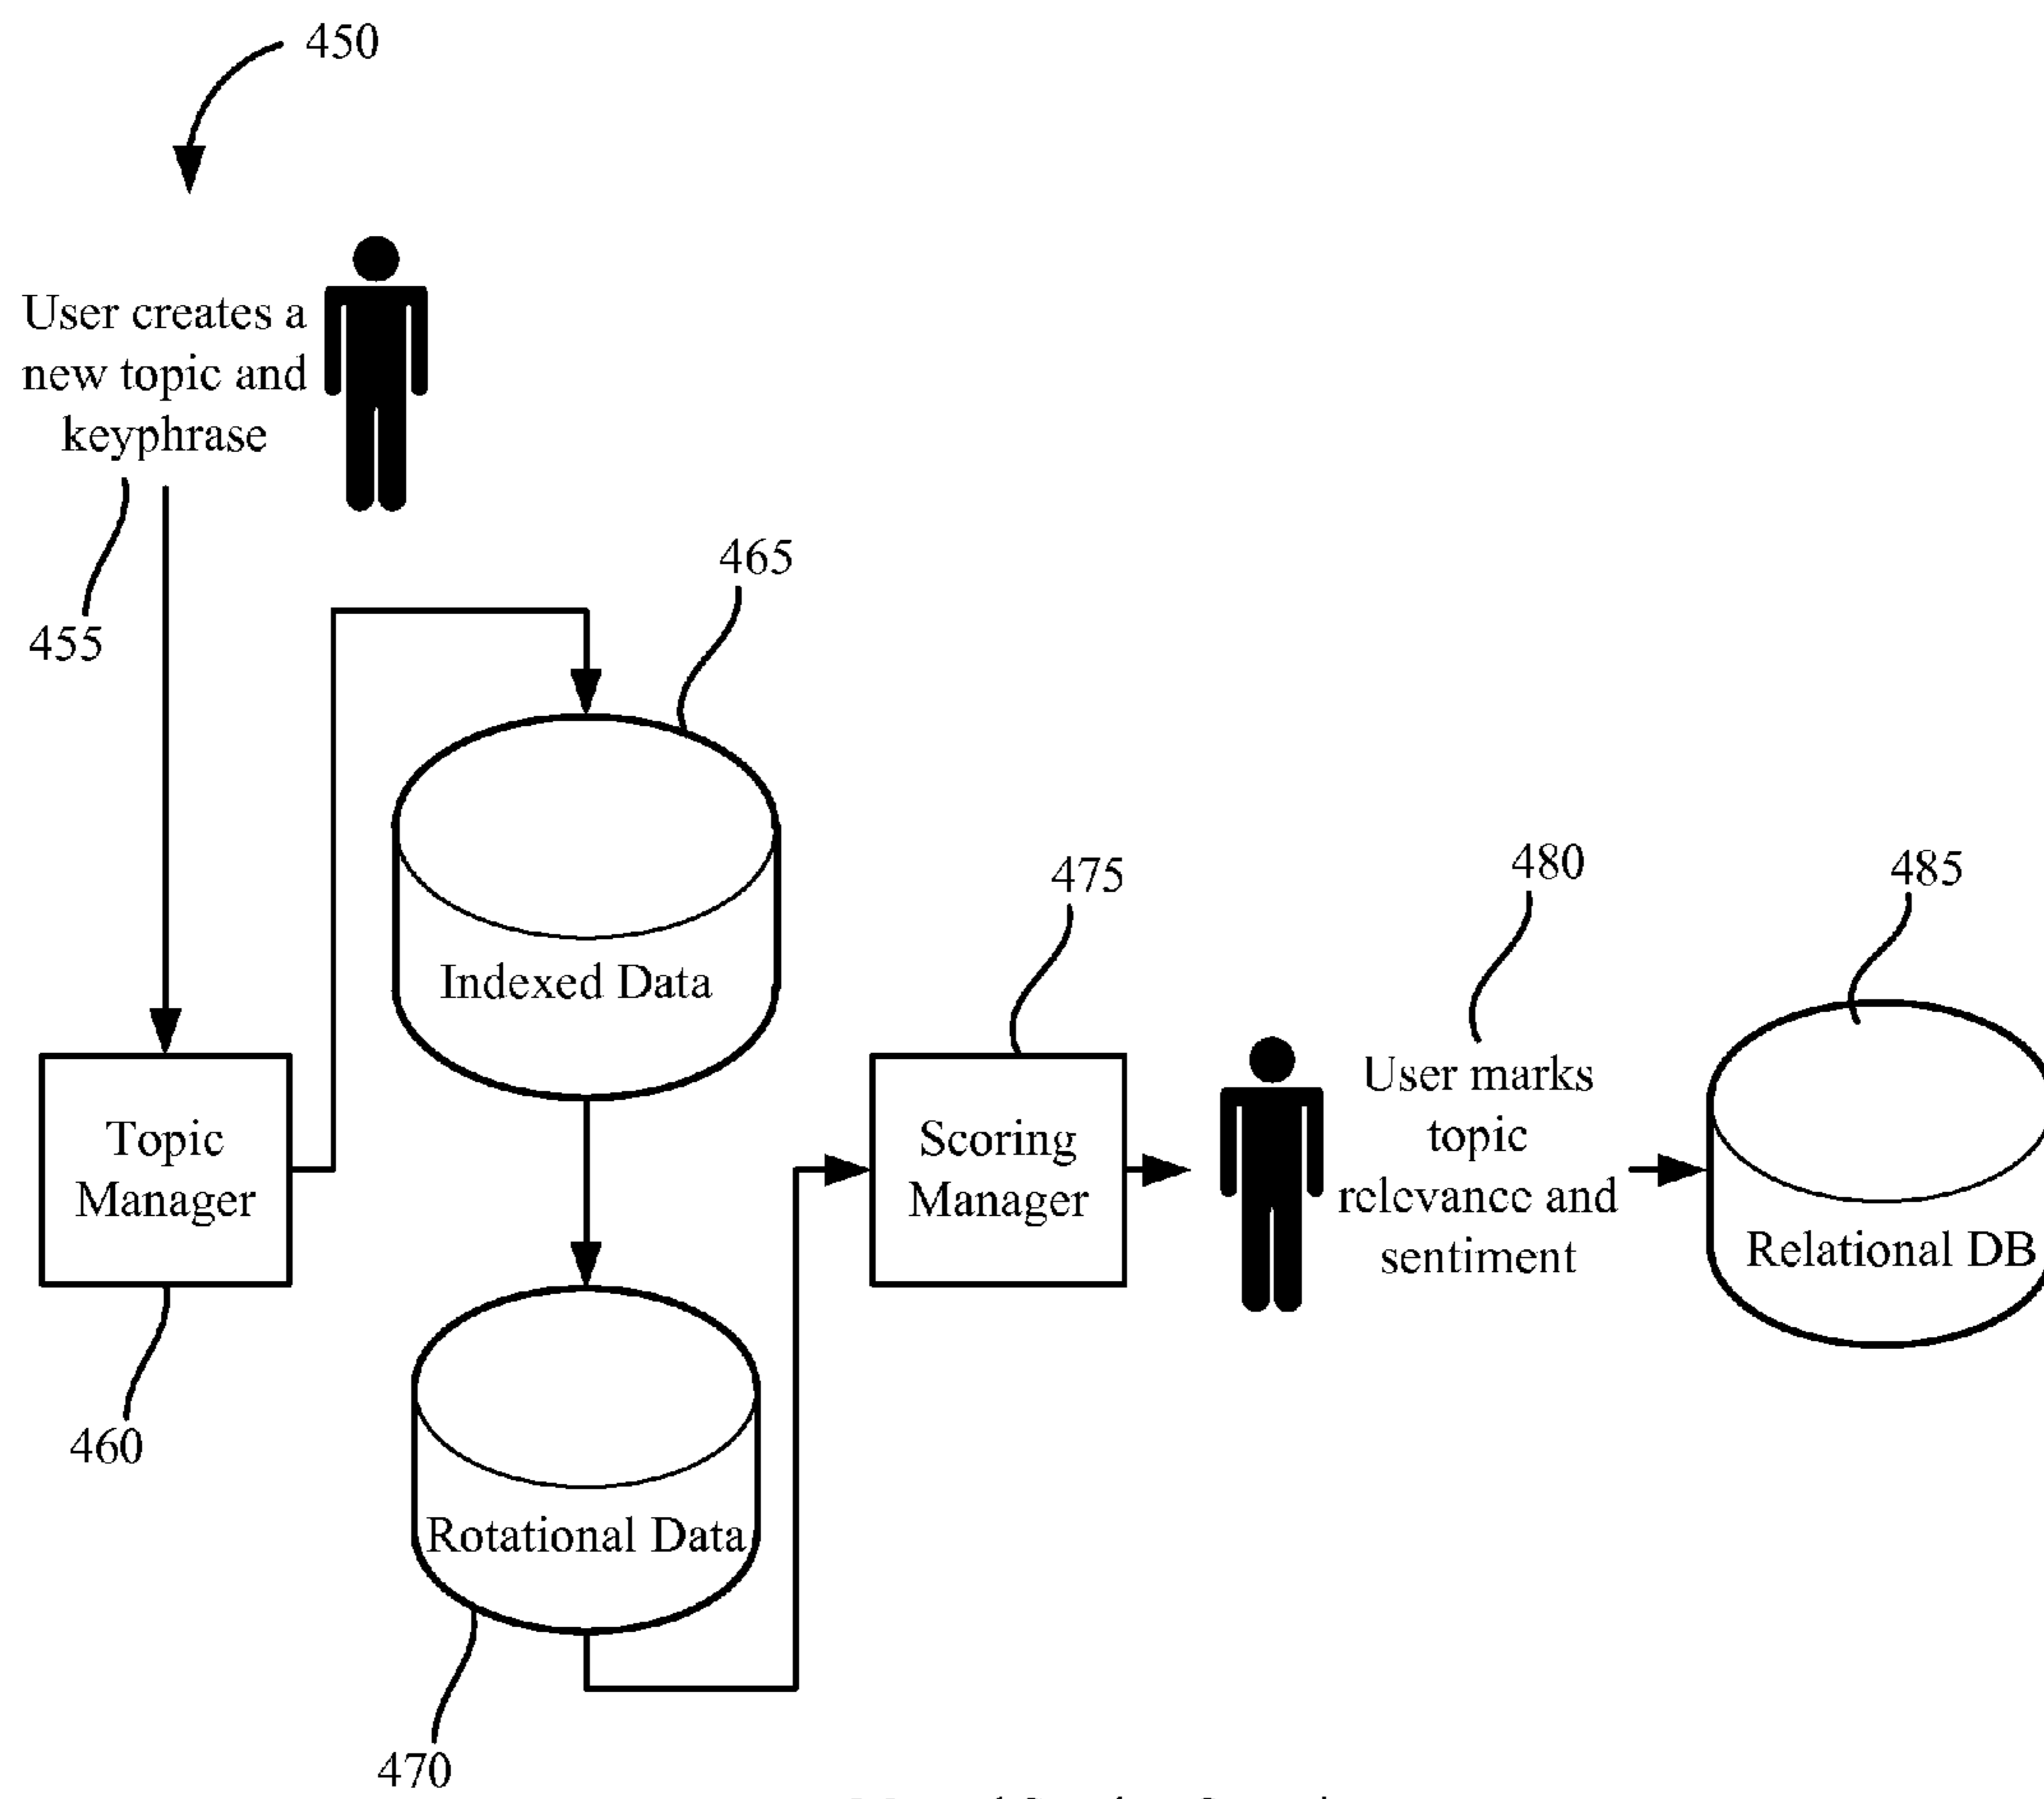 450
User creates a
new topic and
keyphrase
455
465
Indexed Data
475
480
485
Topic
Manager
Scoring
Manager
User marks
topic
relevance and
sentiment
Relational DB
460
Rotational Data
470